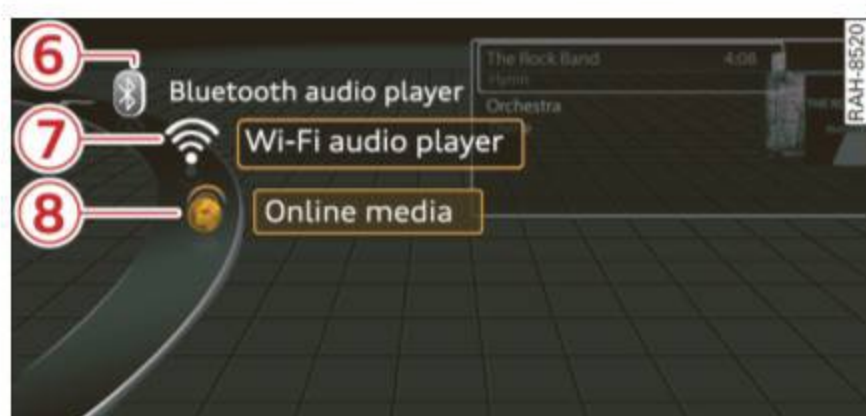 6
Bluetooth audio player
7
Wi-Fi audio player
8
Online media
The Rock Band 4:08
Hymn
Orchestra
RAH-8520